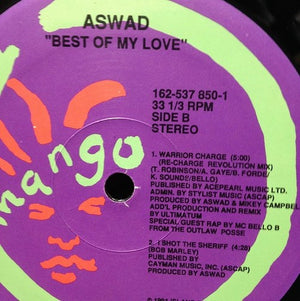 ASWAD
"BEST OF MY LOVE"
162-537 850-1
33 1/3 RPM
SIDE B
STEREO
mango
1. WARRIOR CHARGE (5:00)
(RE-CHARGE REVOLUTION MIX)
(T. ROBINSON/A. GAYE/B. FORDE/
K. SOUNDE/BELLO)
PUBLISHED BY ACEPEARL MUSIC LTD.
ADMIN. BY STYLIST MUSIC (ASCAP)
PRODUCED BY ASWAD & MIKEY CAMPBEL
ADD'L PRODUCTION AND REMIX
BY ULTIMATUM
SPECIAL GUEST RAP BY MC BELLO B
FROM THE OUTLAW POSSE
2. I SHOT THE SHERIFF (4:26)
(BOB MARLEY)
PUBLISHED BY
CAYMAN MUSIC, INC. (ASCAP)
PRODUCED BY ASWAD